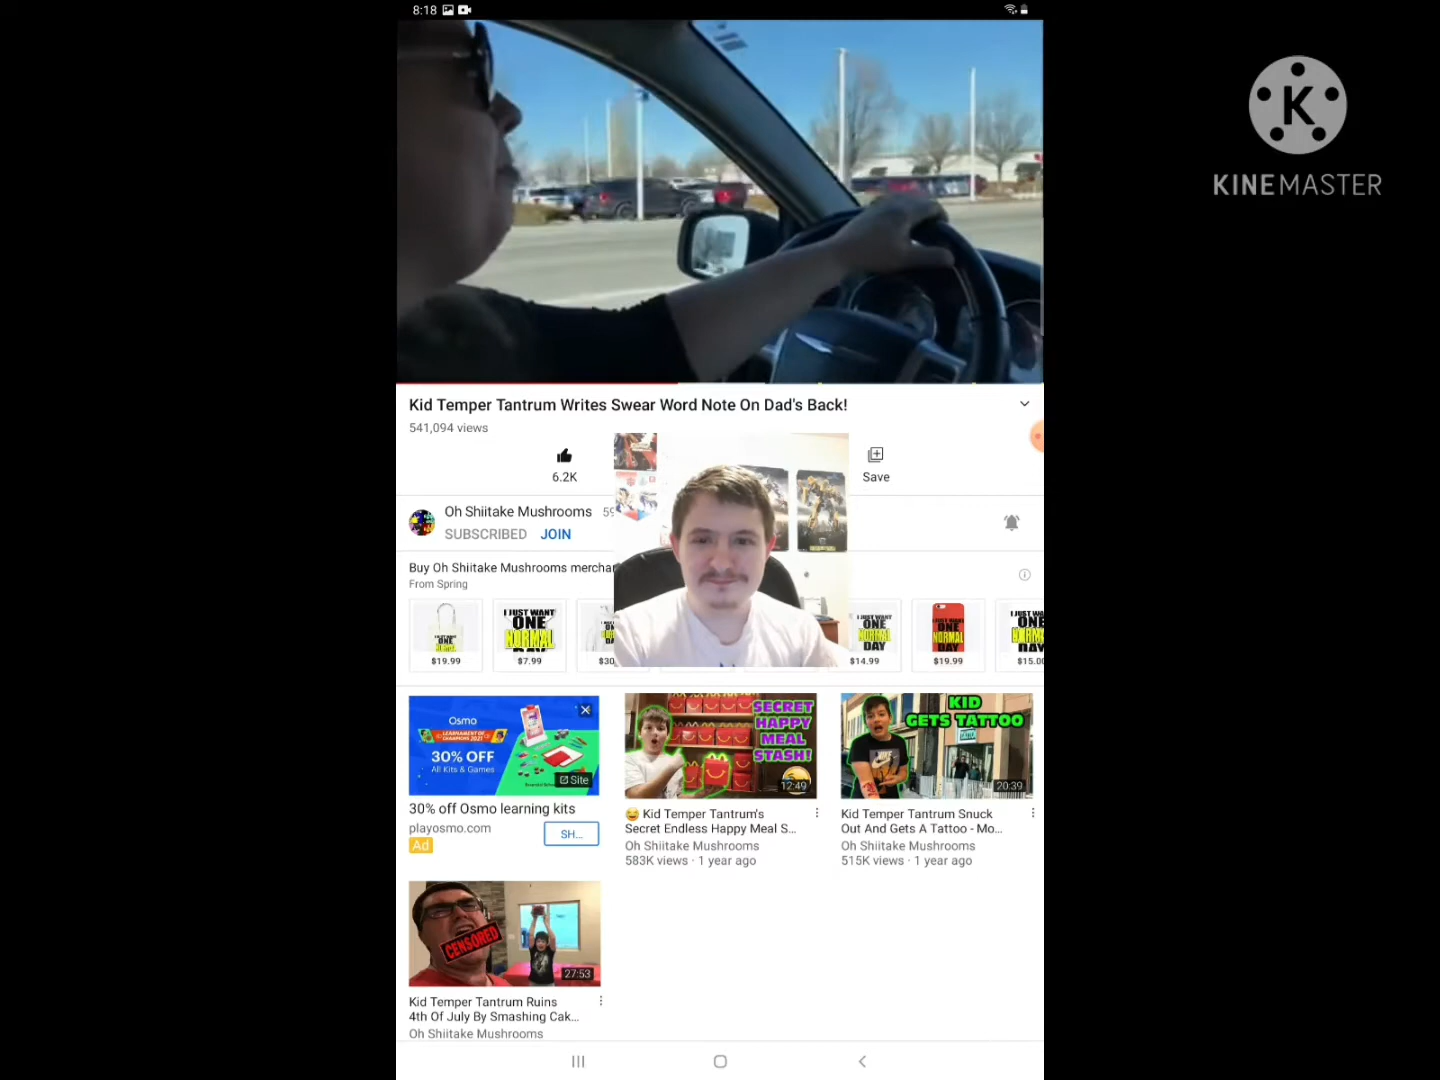 8:18
KINEMASTER
Kid Temper Tantrum Writes Swear Word Note On Dad's Back!
541,094 views
6.2K
Save
Oh Shiitake Mushrooms
SUBSCRIBED JOIN
Buy Oh Shiitake Mushrooms merchan
From Spring
I JUST WANT
ONE
NORMAL
DAY
$19.99
$7.99
$30
$14.99
$19.99
$15.00
Osmo
30% OFF
All Kits & Games
Site
30% off Osmo learning kits
playosmo.com
SH...
Ad
SECRET
HAPPY
MEAL
STASH!
12:49
😂 Kid Temper Tantrum's
Secret Endless Happy Meal S...
Oh Shiitake Mushrooms
583K views · 1 year ago
KID
GETS TATTOO
20:39
Kid Temper Tantrum Snuck
Out And Gets A Tattoo - Mo...
Oh Shiitake Mushrooms
515K views · 1 year ago
CENSORED
27:53
Kid Temper Tantrum Ruins
4th Of July By Smashing Cak...
Oh Shiitake Mushrooms